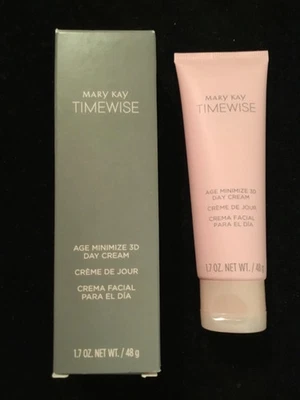 MARY KAY
TIMEWISE
AGE MINIMIZE 3D
DAY CREAM
CRÈME DE JOUR
CREMA FACIAL
PARA EL DÍA
1.7 OZ. NET WT. / 48 g
MARY KAY
TIMEWISE
AGE MINIMIZE 3D
DAY CREAM
CRÈME DE JOUR
CREMA FACIAL
PARA EL DÍA
1.7 OZ. NET WT. / 48 g